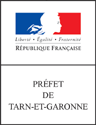 Liberté • Égalité • Fraternité
RÉPUBLIQUE FRANÇAISE
PRÉFET
DE
TARN-ET-GARONNE